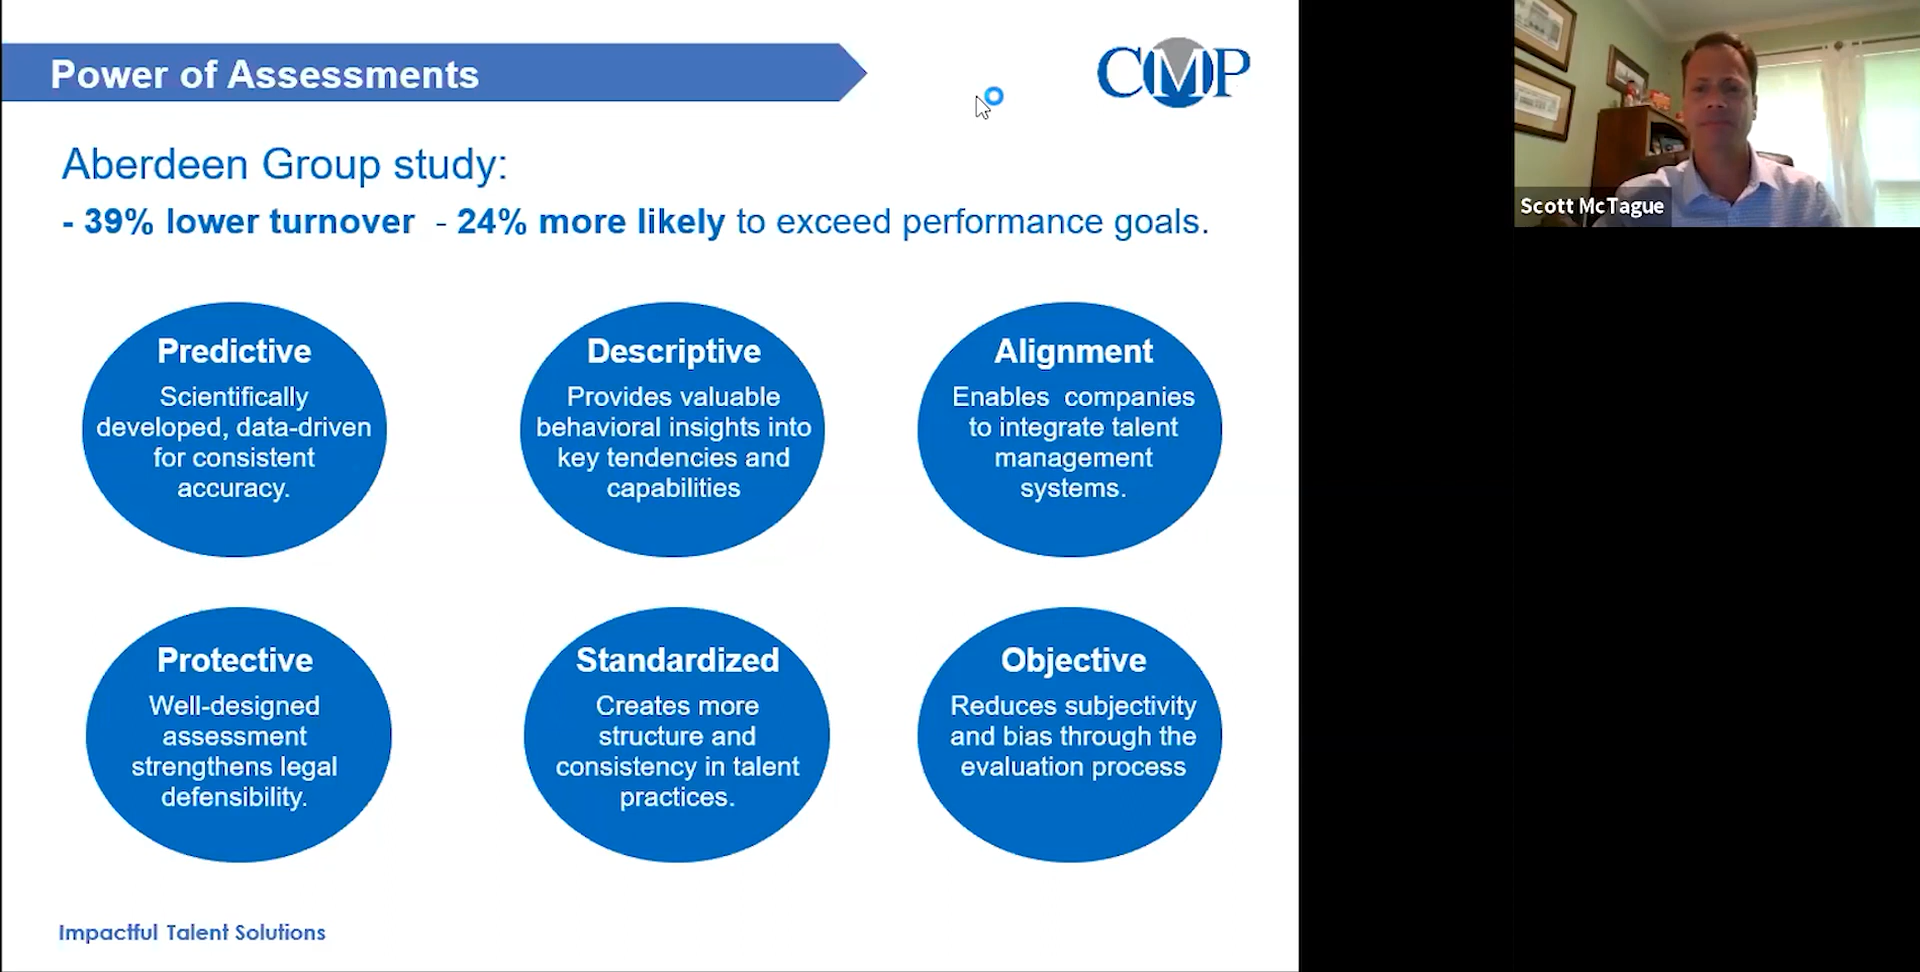 Power of Assessments
CMP
Aberdeen Group study:
- 39% lower turnover - 24% more likely to exceed performance goals.
Predictive
Scientifically
developed, data-driven
for consistent
accuracy.
Descriptive
Provides valuable
behavioral insights into
key tendencies and
capabilities
Alignment
Enables companies
to integrate talent
management
systems.
Protective
Well-designed
assessment
strengthens legal
defensibility.
Standardized
Creates more
structure and
consistency in talent
practices.
Objective
Reduces subjectivity
and bias through the
evaluation process
Impactful Talent Solutions
Scott McTague